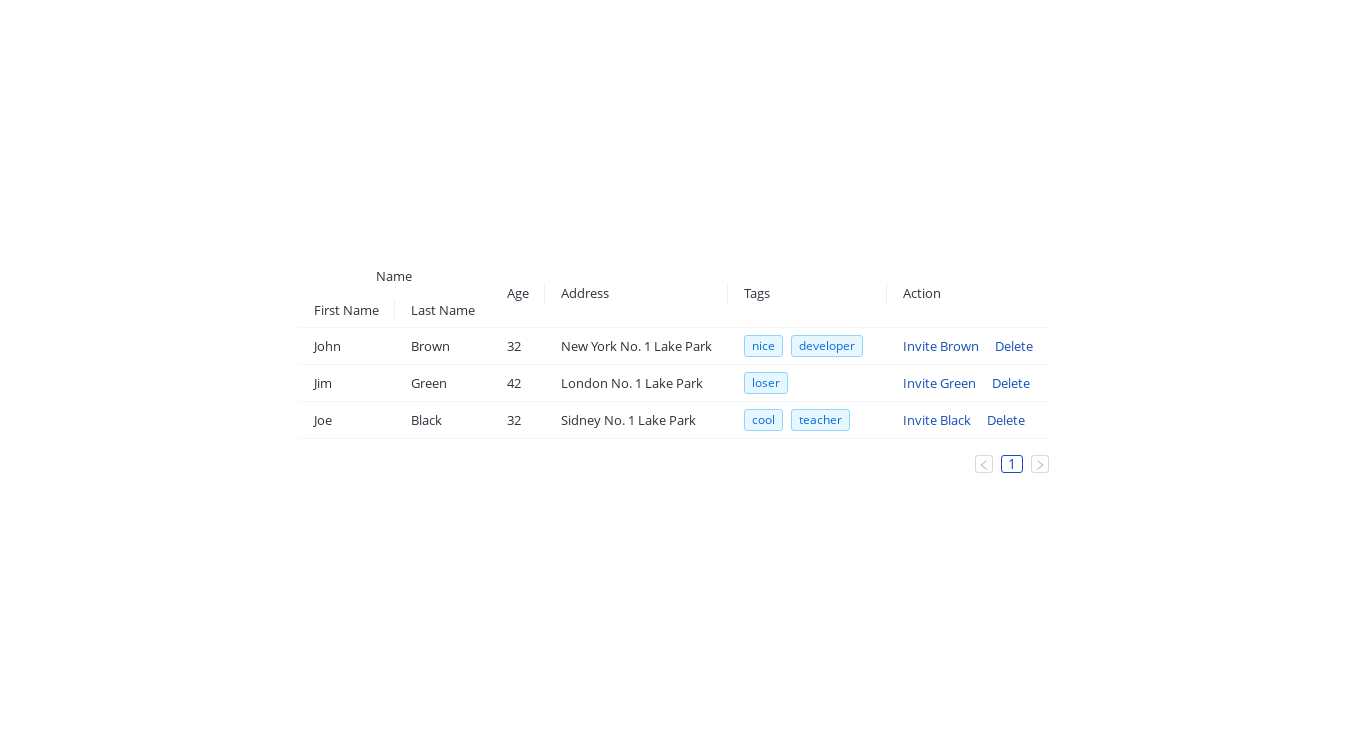 Name
Age Address Tags Action
First Name Last Name
John Brown 32 New York No. 1 Lake Park nice developer Invite Brown Delete
Jim Green 42 London No. 1 Lake Park loser Invite Green Delete
Joe Black 32 Sidney No. 1 Lake Park cool teacher Invite Black Delete
1